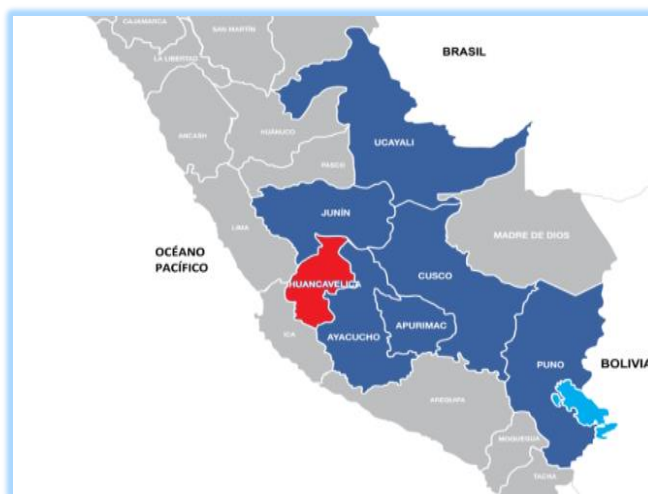 CAJAMARCA
SAN MARTÍN
LA LIBERTAD
BRASIL
ANCASH
HUÁNUCO
UCAYALI
PASCO
JUNÍN
LIMA
MADRE DE DIOS
OCÉANO
PACÍFICO
CUSCO
HUANCAVELICA
ICA
AYACUCHO
APURIMAC
PUNO
BOLIVIA
AREQUIPA
MOQUEGUA
TACNA